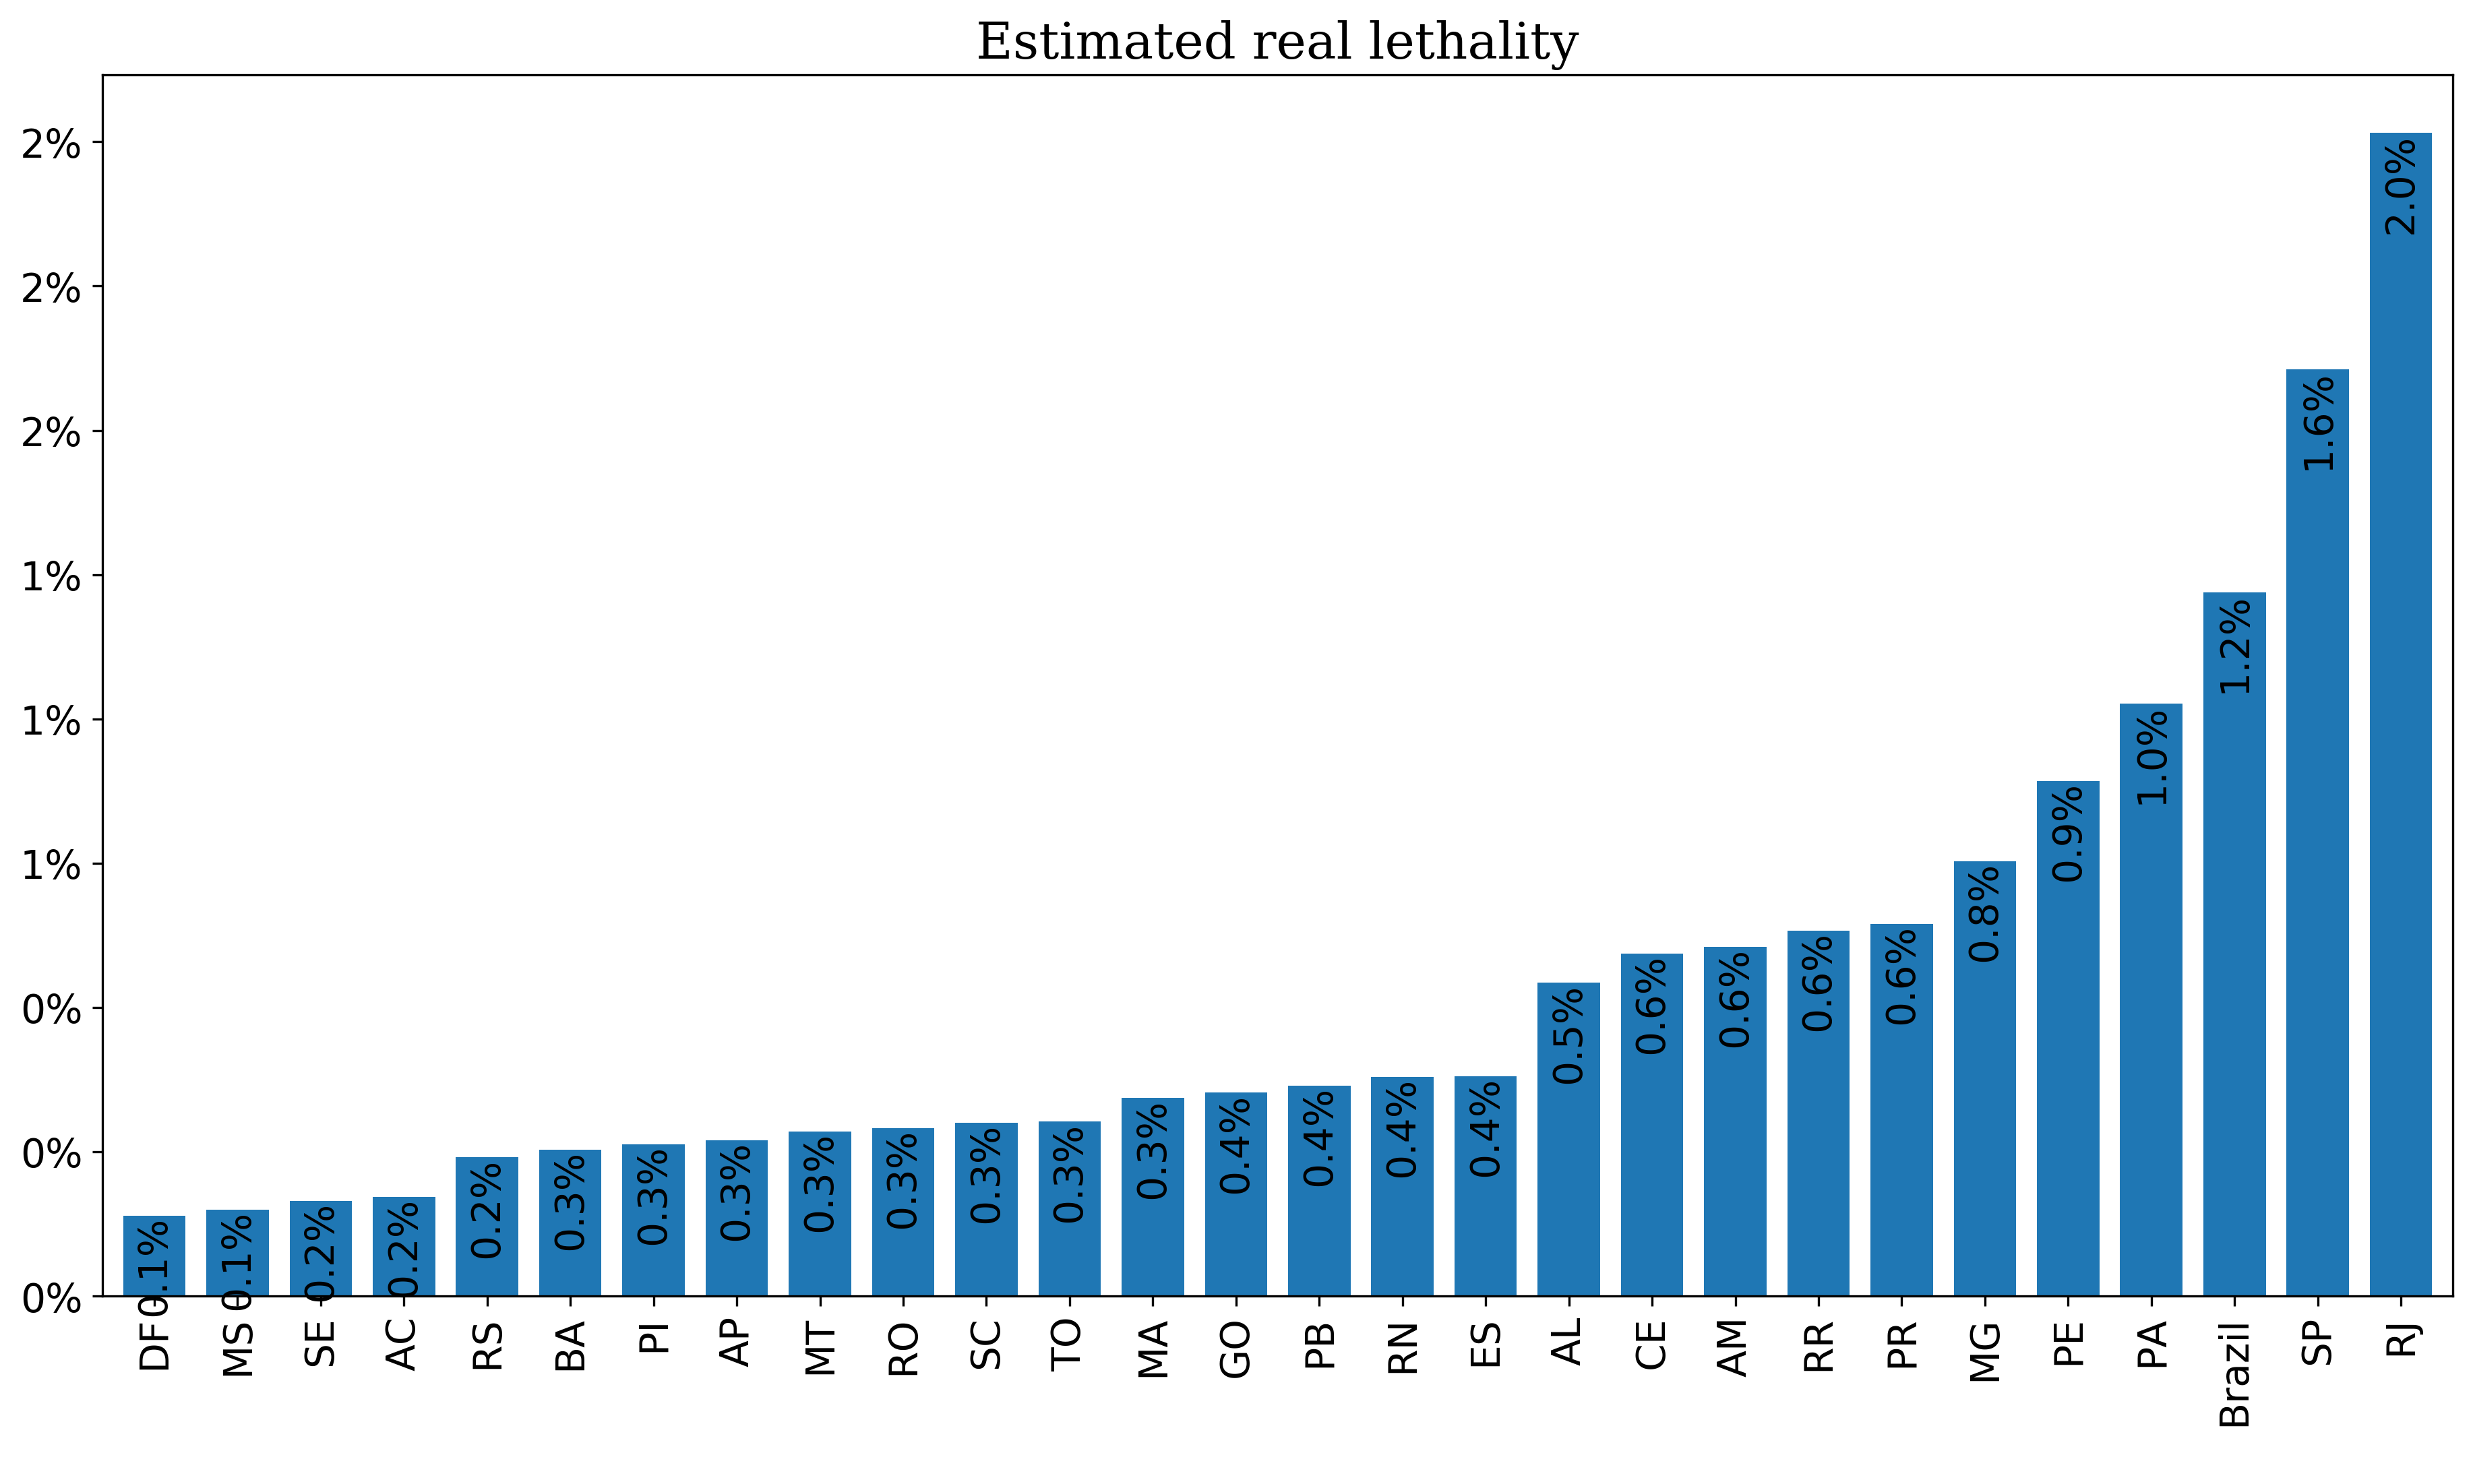 Estimated real lethality
2%
2%
2%
1%
1%
1%
0%
0%
0%
0.1%
0.1%
0.2%
0.2%
0.2%
0.3%
0.3%
0.3%
0.3%
0.3%
0.3%
0.3%
0.3%
0.4%
0.4%
0.4%
0.4%
0.5%
0.6%
0.6%
0.6%
0.6%
0.8%
0.9%
1.0%
1.2%
1.6%
2.0%
DF
MS
SE
AC
RS
BA
PI
AP
MT
RO
SC
TO
MA
GO
PB
RN
ES
AL
CE
AM
RR
PR
MG
PE
PA
Brazil
SP
RJ